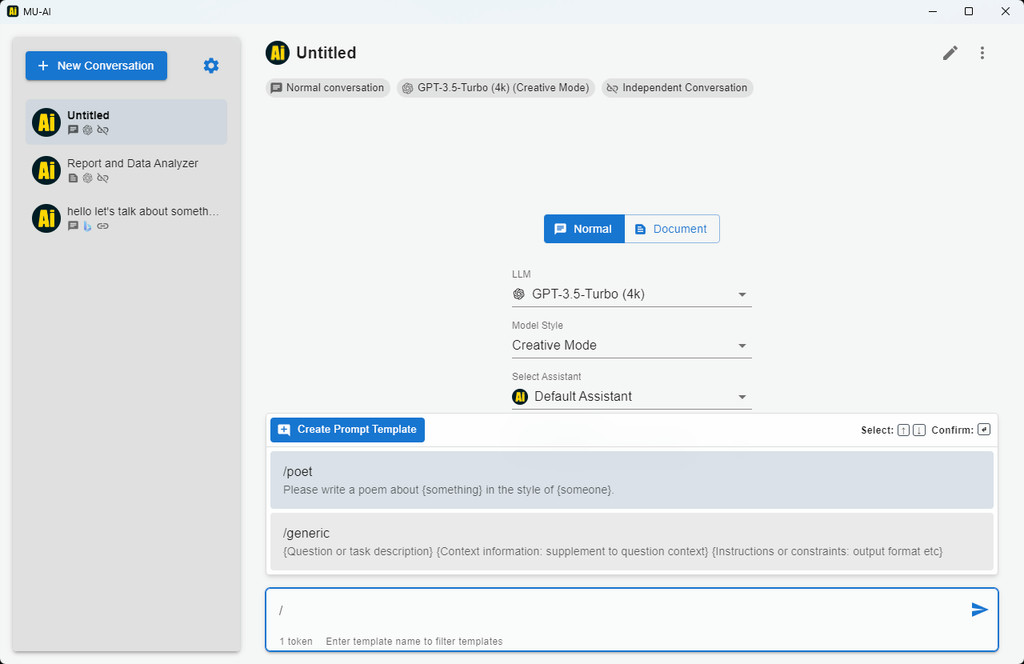 Ai MU-AI
New Conversation
Ai Untitled
Ai Report and Data Analyzer
Ai hello let's talk about someth...
Ai Untitled
Normal conversation GPT-3.5-Turbo (4k) (Creative Mode) Independent Conversation
Normal Document
LLM
GPT-3.5-Turbo (4k)
Model Style
Creative Mode
Select Assistant
Ai Default Assistant
Create Prompt Template Select: ↑ ↓ Confirm: ↵
/poet
Please write a poem about {something} in the style of {someone}.
/generic
{Question or task description} {Context information: supplement to question context} {Instructions or constraints: output format etc}
/
1 token Enter template name to filter templates